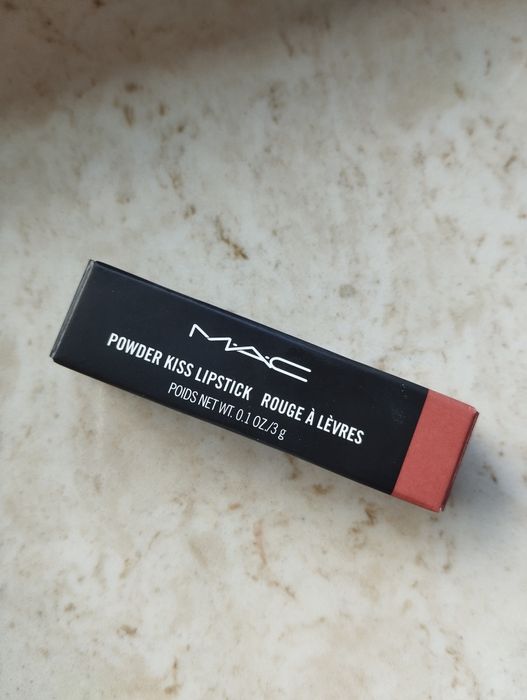 M·A·C
POWDER KISS LIPSTICK ROUGE À LÈVRES
POIDS NET WT. 0.1 OZ./3 g